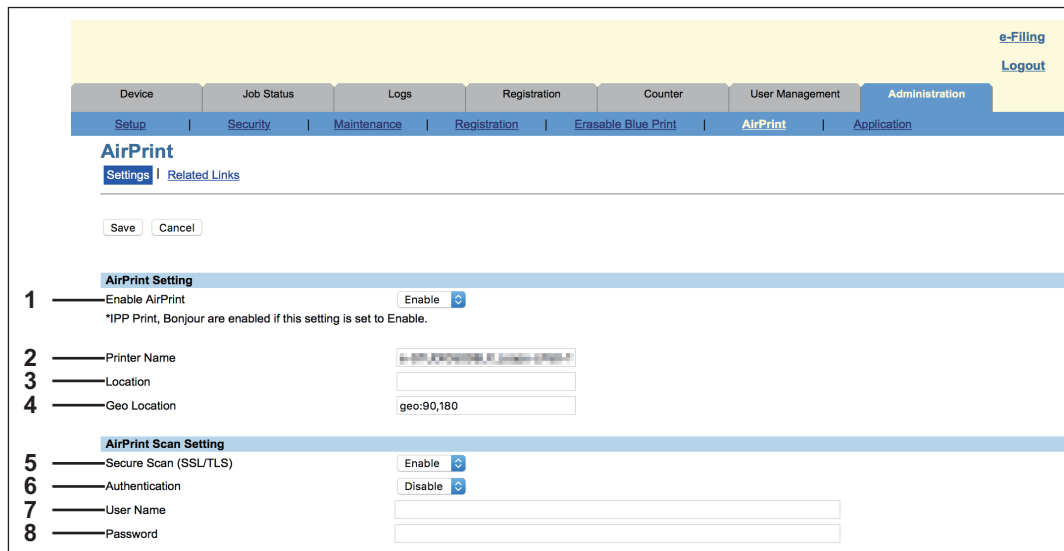 e-Filing
Logout
Device Job Status Logs Registration Counter User Management Administration
Setup | Security | Maintenance | Registration | Erasable Blue Print | AirPrint | Application
AirPrint
Settings | Related Links
Save Cancel
AirPrint Setting
1 Enable AirPrint Enable
*IPP Print, Bonjour are enabled if this setting is set to Enable.
2 Printer Name
3 Location
4 Geo Location geo:90,180
AirPrint Scan Setting
5 Secure Scan (SSL/TLS) Enable
6 Authentication Disable
7 User Name
8 Password